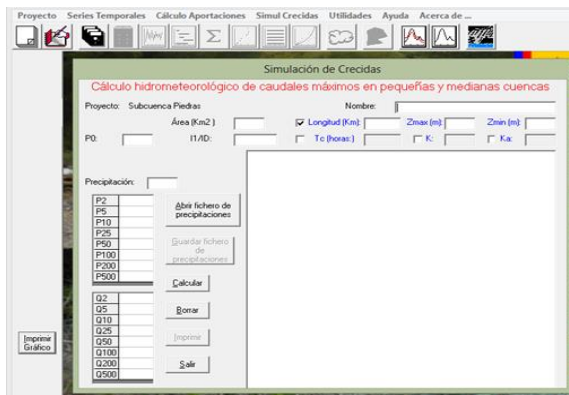 Proyecto Series Temporales Cálculo Aportaciones Simul Crecidas Utilidades Ayuda Acerca de ...
Simulación de Crecidas
Cálculo hidrometeorológico de caudales máximos en pequeñas y medianas cuencas
Proyecto: Subcuenca Piedras Nombre:
Área (Km2 ) Longitud (Km): Zmax (m): Zmin (m):
P0: I1/ID: Tc (horas:) K: Ka:
Precipitación:
P2
P5
P10
P25
P50
P100
P200
P500
Abrir fichero de
precipitaciones
Guardar fichero
de
precipitaciones
Calcular
Q2
Q5
Q10
Q25
Q50
Q100
Q200
Q500
Borrar
Imprimir
Salir
Imprimir
Gráfico